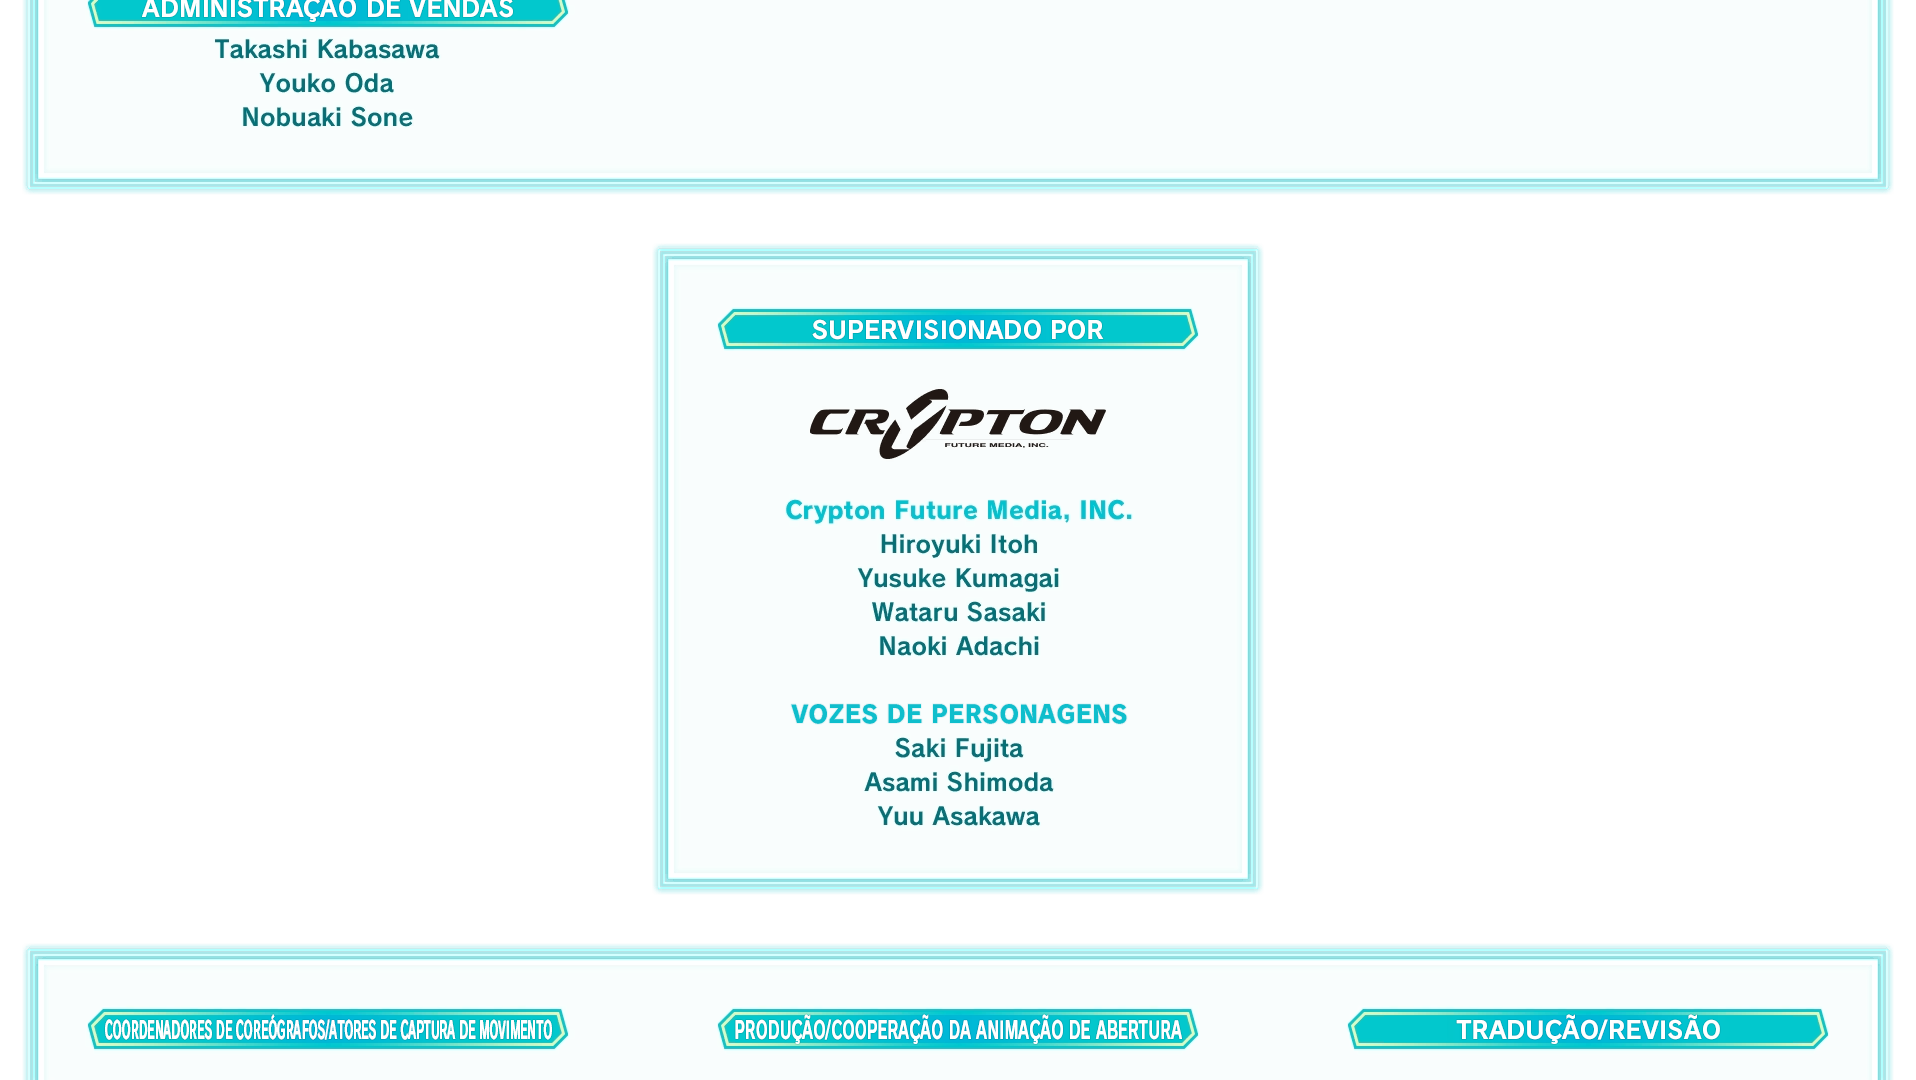 ADMINISTRAÇÃO DE VENDAS
Takashi Kabasawa
Youko Oda
Nobuaki Sone
SUPERVISIONADO POR
CRYPTON
FUTURE MEDIA, INC.
Crypton Future Media, INC.
Hiroyuki Itoh
Yusuke Kumagai
Wataru Sasaki
Naoki Adachi
VOZES DE PERSONAGENS
Saki Fujita
Asami Shimoda
Yuu Asakawa
COORDENADORES DE COREÓGRAFOS/ATORES DE CAPTURA DE MOVIMENTO
PRODUÇÃO/COOPERAÇÃO DA ANIMAÇÃO DE ABERTURA
TRADUÇÃO/REVISÃO